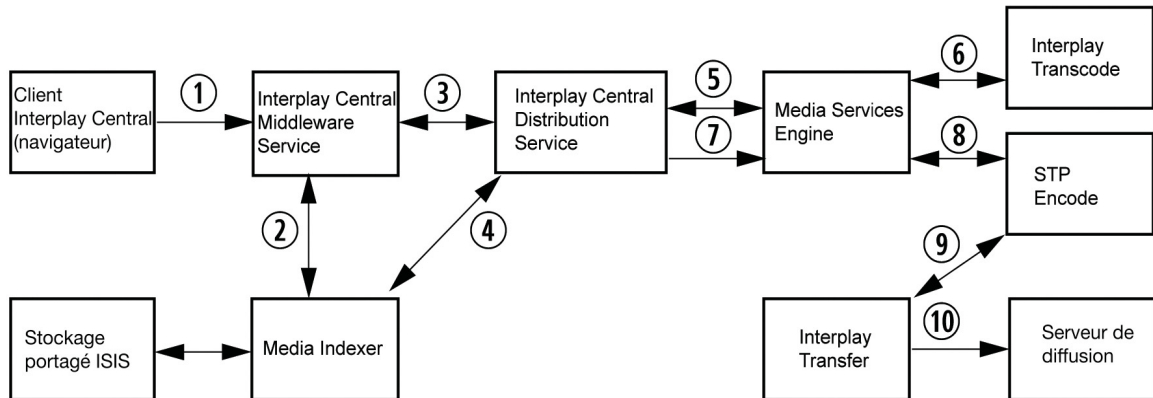 Client
Interplay Central
(navigateur)
1
Interplay Central
Middleware
Service
3
Interplay Central
Distribution
Service
5
7
Media Services
Engine
6
Interplay
Transcode
8
STP
Encode
2
4
9
Stockage
portagé ISIS
Media Indexer
Interplay
Transfer
10
Serveur de
diffusion